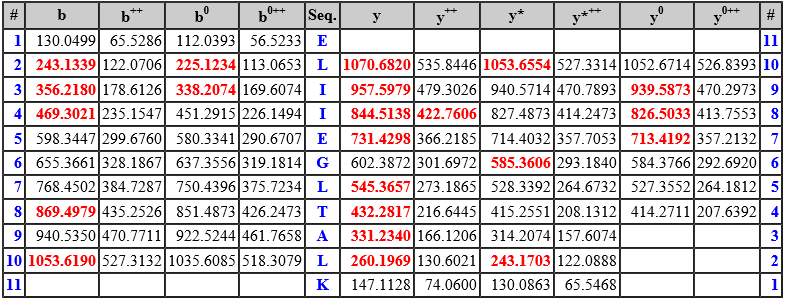 # b b++ b0 b0++ Seq. y y++ y* y*++ y0 y0++ #
1 130.0499 65.5286 112.0393 56.5233 E 11
2 243.1339 122.0706 225.1234 113.0653 L 1070.6820 535.8446 1053.6554 527.3314 1052.6714 526.8393 10
3 356.2180 178.6126 338.2074 169.6074 I 957.5979 479.3026 940.5714 470.7893 939.5873 470.2973 9
4 469.3021 235.1547 451.2915 226.1494 I 844.5138 422.7606 827.4873 414.2473 826.5033 413.7553 8
5 598.3447 299.6760 580.3341 290.6707 E 731.4298 366.2185 714.4032 357.7053 713.4192 357.2132 7
6 655.3661 328.1867 637.3556 319.1814 G 602.3872 301.6972 585.3606 293.1840 584.3766 292.6920 6
7 768.4502 384.7287 750.4396 375.7234 L 545.3657 273.1865 528.3392 264.6732 527.3552 264.1812 5
8 869.4979 435.2526 851.4873 426.2473 T 432.2817 216.6445 415.2551 208.1312 414.2711 207.6392 4
9 940.5350 470.7711 922.5244 461.7658 A 331.2340 166.1206 314.2074 157.6074 3
10 1053.6190 527.3132 1035.6085 518.3079 L 260.1969 130.6021 243.1703 122.0888 2
11 K 147.1128 74.0600 130.0863 65.5468 1